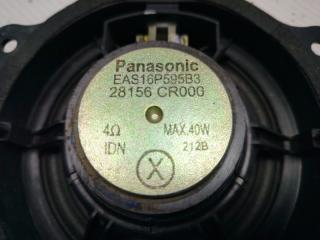 Panasonic
EAS16P595B3
28156 CR000
4Ω MAX.40W
IDN 212B
X